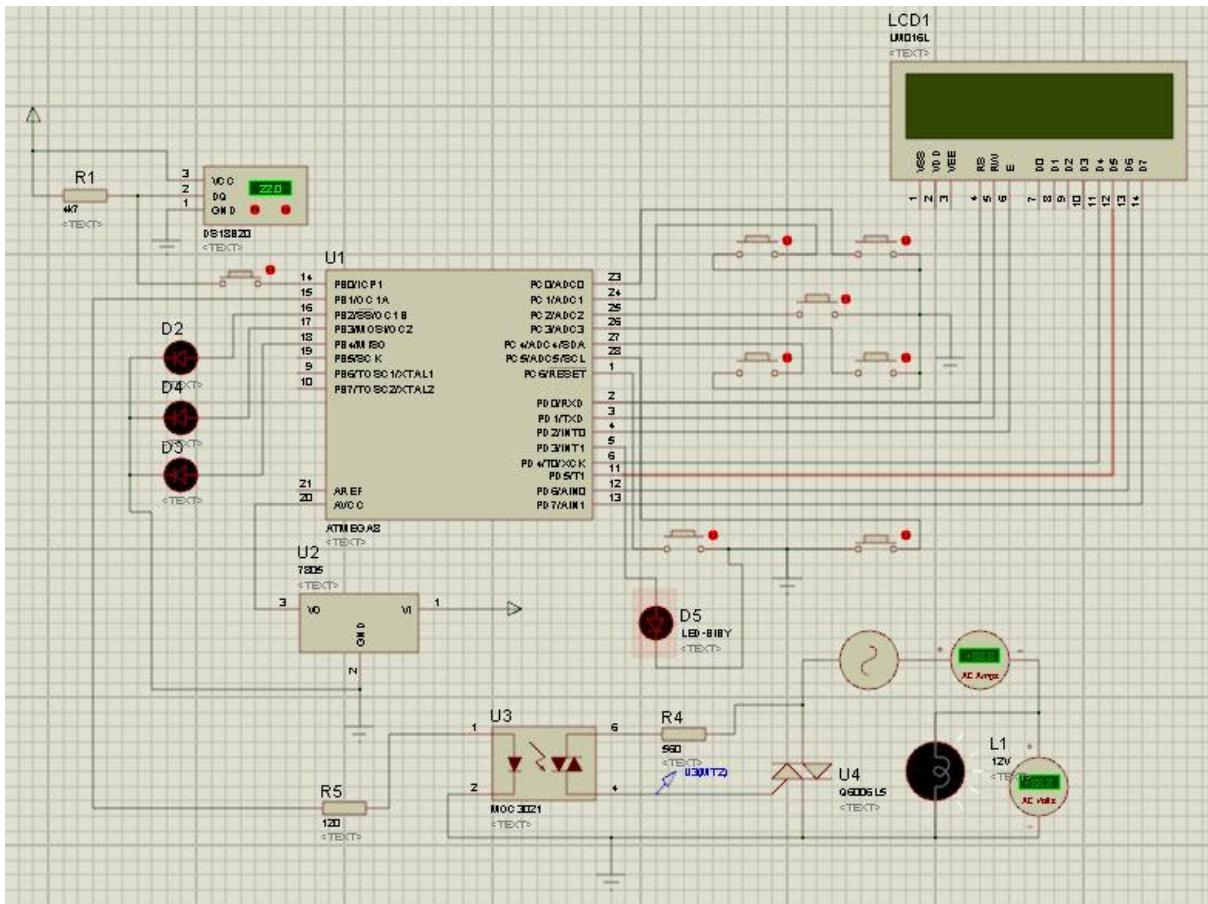 LCD1
LM016L
<TEXT>
VSS VDD VEE RS RW E D0 D1 D2 D3 D4 D5 D6 D7
1 2 3 4 5 6 7 8 9 10 11 12 13 14
R1
4k7
<TEXT>
3 VCC
2 DQ
1 GND
22.0
DS18B20
<TEXT>
U1
14 PB0/ICP1
15 PB1/OC1A
16 PB2/SS/OC1B
17 PB3/MOSI/OC2
18 PB4/MISO
19 PB5/SCK
9 PB6/TOSC1/XTAL1
10 PB7/TOSC2/XTAL2
21 AREF
20 AVCC
PC0/ADC0 23
PC1/ADC1 24
PC2/ADC2 25
PC3/ADC3 26
PC4/ADC4/SDA 27
PC5/ADC5/SCL 28
PC6/RESET 1
PD0/RXD 2
PD1/TXD 3
PD2/INT0 4
PD3/INT1 5
PD4/T0/XCK 6
PD5/T1 11
PD6/AIN0 12
PD7/AIN1 13
ATMEGA8
<TEXT>
D2
<TEXT>
D4
<TEXT>
D3
<TEXT>
U2
7805
<TEXT>
3 VO VI 1
GND
2
D5
LED-BIBY
<TEXT>
AC Amps
U3
1 6
2 4
MOC3021
<TEXT>
R4
560
<TEXT>
U3(MT2)
U4
Q6006L5
<TEXT>
L1
12V
<TEXT>
AC Volts
R5
120
<TEXT>